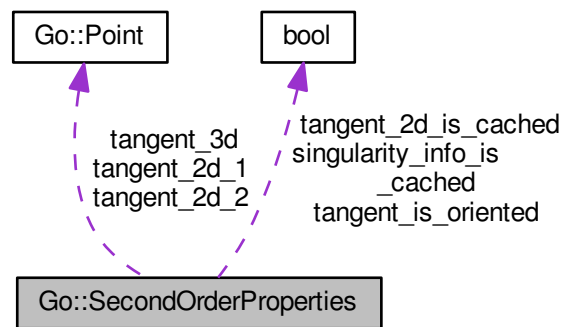 Go::Point
bool
tangent_3d
tangent_2d_1
tangent_2d_2
tangent_2d_is_cached
singularity_info_is
_cached
tangent_is_oriented
Go::SecondOrderProperties